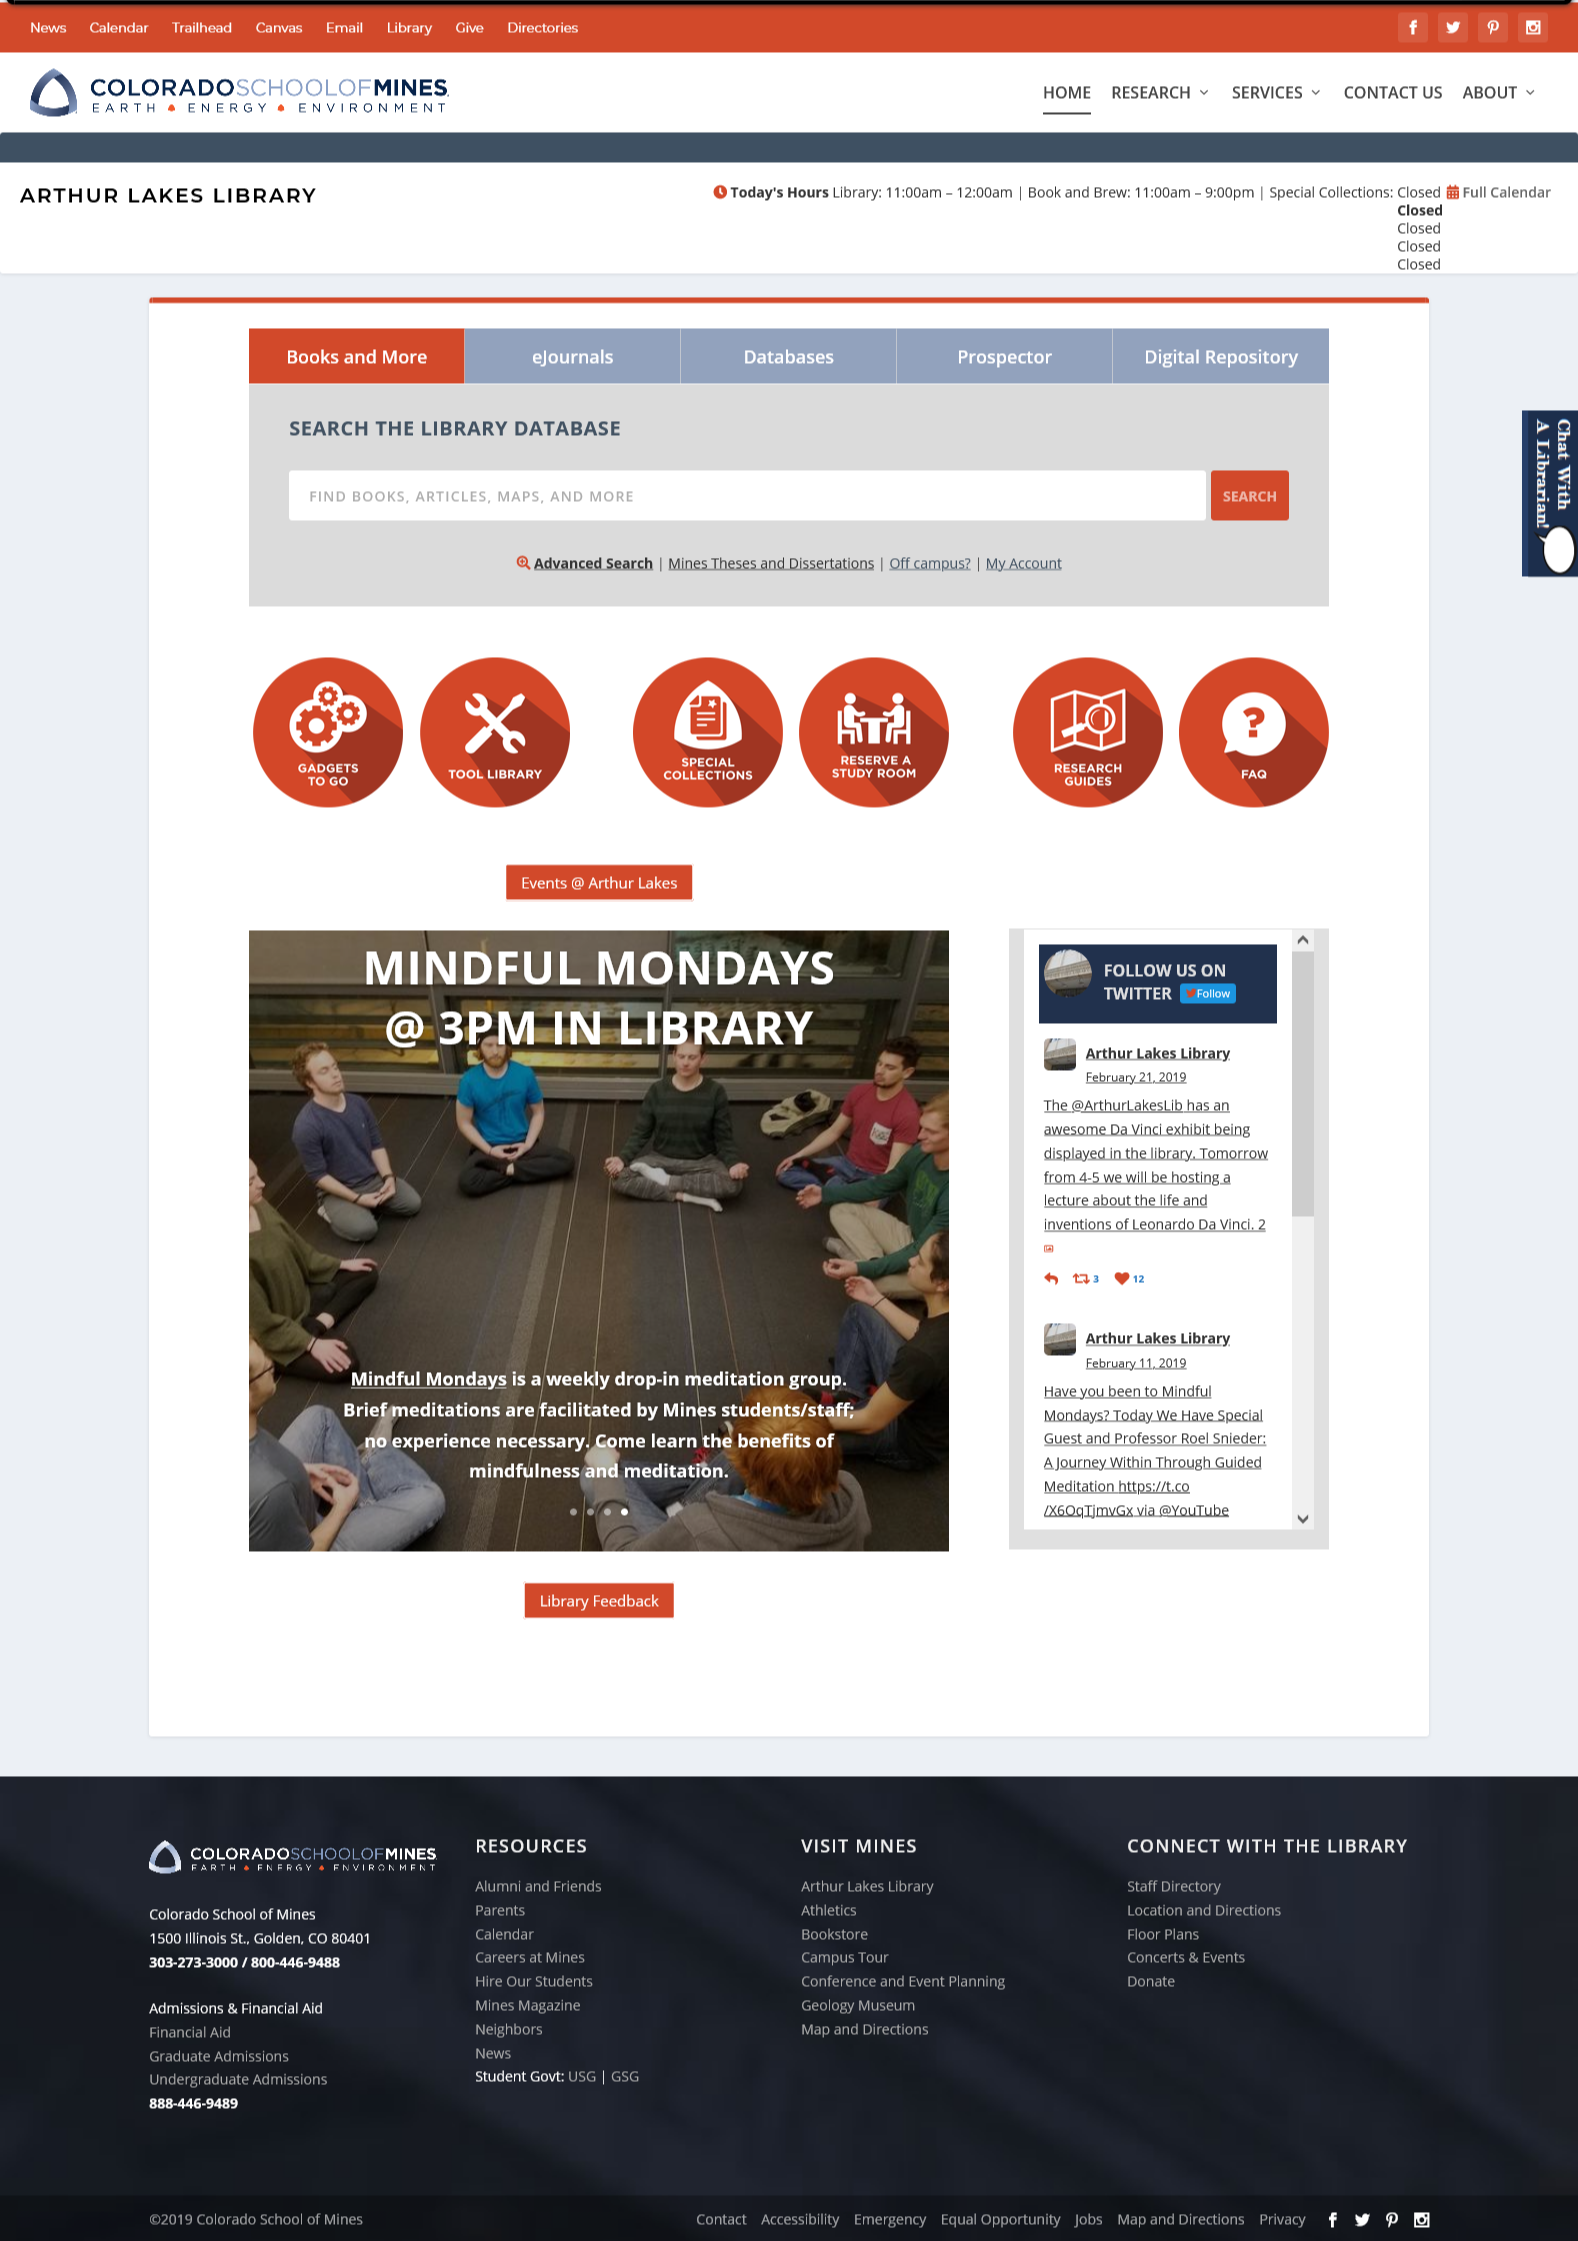 News Calendar Trailhead Canvas Email Library Give Directories
COLORADOSCHOOLOFMINES
EARTH • ENERGY • ENVIRONMENT
HOME RESEARCH SERVICES CONTACT US ABOUT
ARTHUR LAKES LIBRARY
Today's Hours Library: 11:00am – 12:00am | Book and Brew: 11:00am – 9:00pm | Special Collections: Closed Full Calendar
Closed
Closed
Closed
Closed
Books and More eJournals Databases Prospector Digital Repository
SEARCH THE LIBRARY DATABASE
FIND BOOKS, ARTICLES, MAPS, AND MORE SEARCH
Advanced Search | Mines Theses and Dissertations | Off campus? | My Account
Chat With
A Librarian!
GADGETS
TO GO
TOOL LIBRARY
SPECIAL
COLLECTIONS
RESERVE A
STUDY ROOM
RESEARCH
GUIDES
?
FAQ
Events @ Arthur Lakes
MINDFUL MONDAYS
@ 3PM IN LIBRARY
Mindful Mondays is a weekly drop-in meditation group.
Brief meditations are facilitated by Mines students/staff;
no experience necessary. Come learn the benefits of
mindfulness and meditation.
FOLLOW US ON
TWITTER Follow
Arthur Lakes Library
February 21, 2019
The @ArthurLakesLib has an
awesome Da Vinci exhibit being
displayed in the library. Tomorrow
from 4-5 we will be hosting a
lecture about the life and
inventions of Leonardo Da Vinci. 2
3 12
Arthur Lakes Library
February 11, 2019
Have you been to Mindful
Mondays? Today We Have Special
Guest and Professor Roel Snieder:
A Journey Within Through Guided
Meditation https://t.co
/X6OqTjmvGx via @YouTube
Library Feedback
COLORADOSCHOOLOFMINES
EARTH • ENERGY • ENVIRONMENT
Colorado School of Mines
1500 Illinois St., Golden, CO 80401
303-273-3000 / 800-446-9488
Admissions & Financial Aid
Financial Aid
Graduate Admissions
Undergraduate Admissions
888-446-9489
RESOURCES
Alumni and Friends
Parents
Calendar
Careers at Mines
Hire Our Students
Mines Magazine
Neighbors
News
Student Govt: USG | GSG
VISIT MINES
Arthur Lakes Library
Athletics
Bookstore
Campus Tour
Conference and Event Planning
Geology Museum
Map and Directions
CONNECT WITH THE LIBRARY
Staff Directory
Location and Directions
Floor Plans
Concerts & Events
Donate
©2019 Colorado School of Mines
Contact Accessibility Emergency Equal Opportunity Jobs Map and Directions Privacy